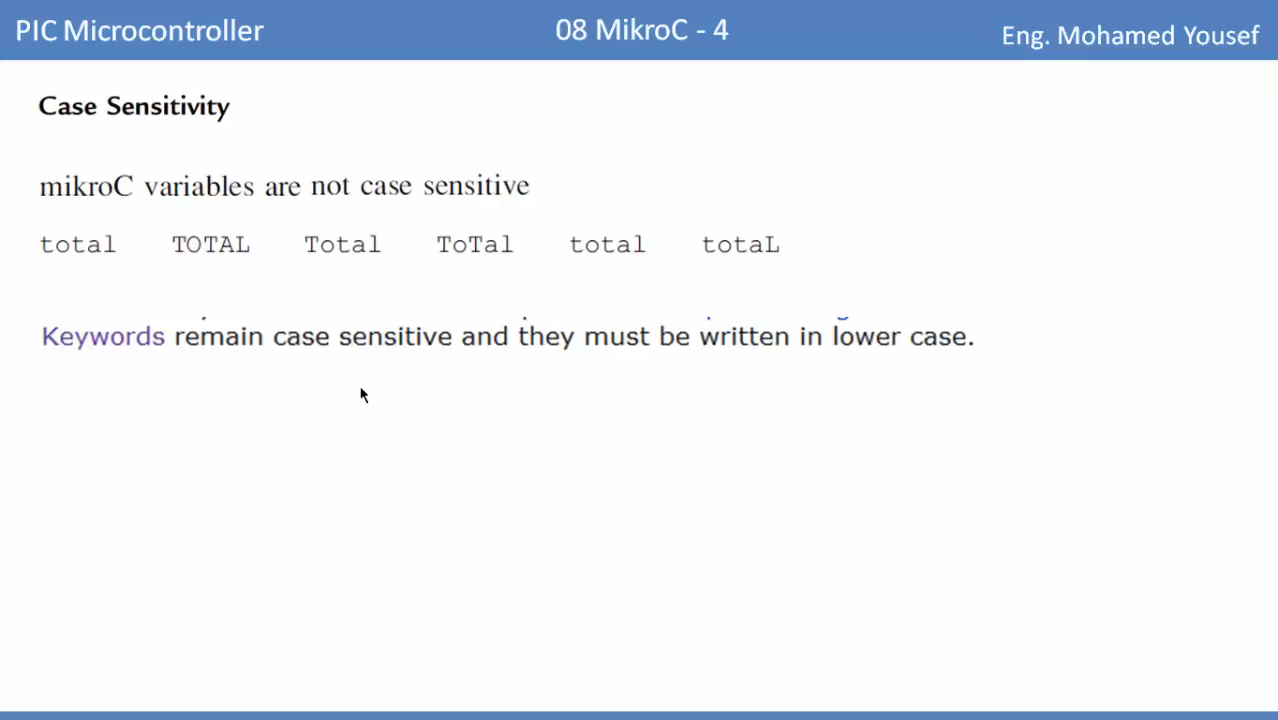 PIC Microcontroller
08 MikroC - 4
Eng. Mohamed Yousef
Case Sensitivity
mikroC variables are not case sensitive
total TOTAL Total ToTal total totaL
Keywords remain case sensitive and they must be written in lower case.